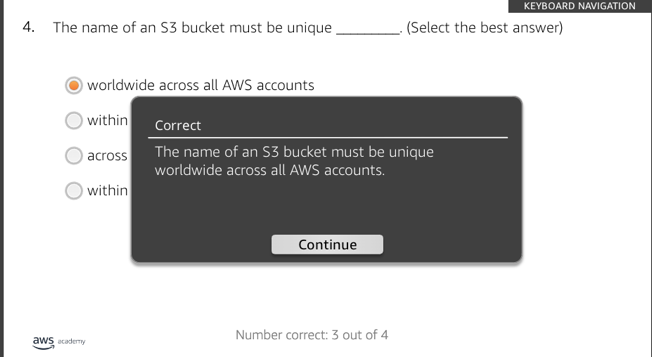 KEYBOARD NAVIGATION
4. The name of an S3 bucket must be unique ________. (Select the best answer)
worldwide across all AWS accounts
within
across
within
Correct
The name of an S3 bucket must be unique
worldwide across all AWS accounts.
Continue
Number correct: 3 out of 4
aws academy